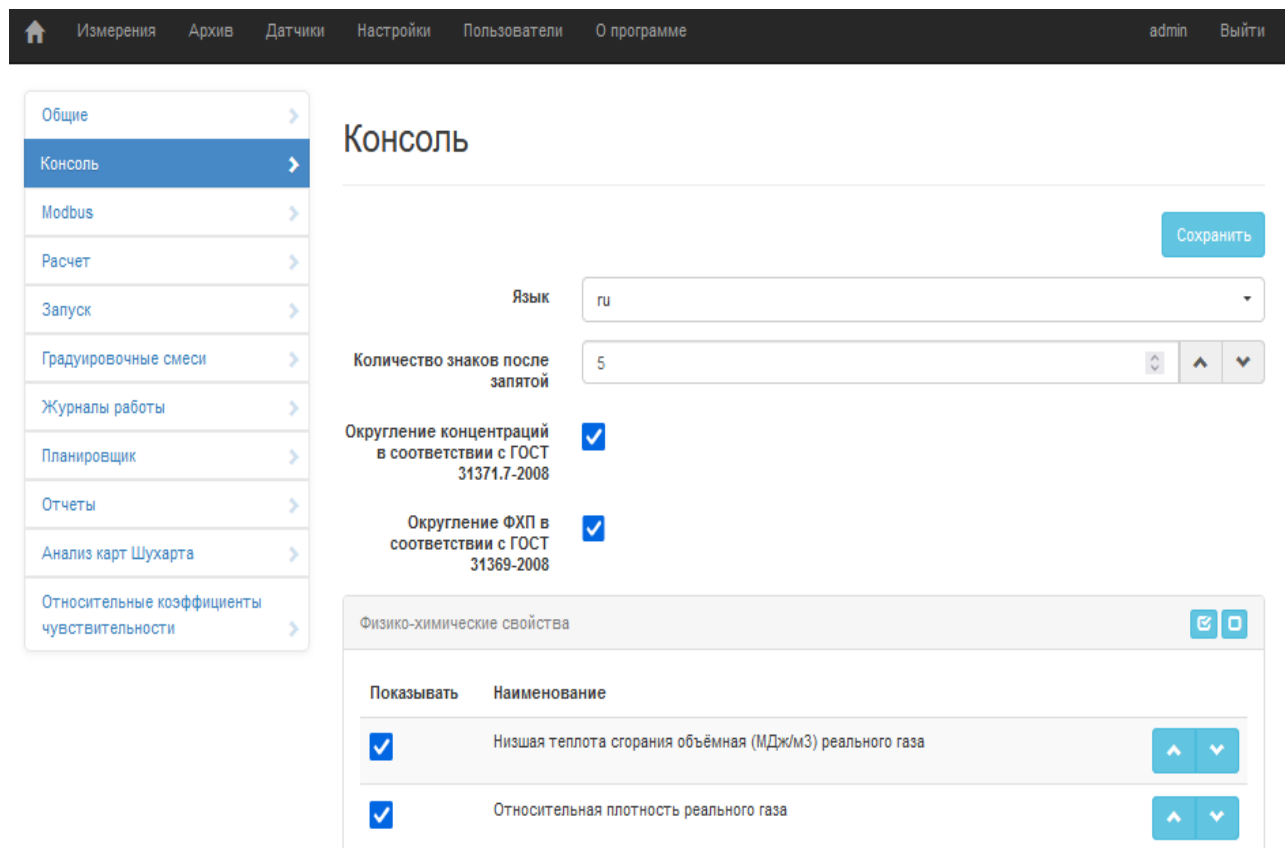 Измерения Архив Датчики Настройки Пользователи О программе admin Выйти
Общие
Консоль
Modbus
Расчет
Запуск
Градуировочные смеси
Журналы работы
Планировщик
Отчеты
Анализ карт Шухарта
Относительные коэффициенты
чувствительности
Консоль
Сохранить
Язык ru
Количество знаков после
запятой
5
Округление концентраций
в соответствии с ГОСТ
31371.7-2008
Округление ФХП в
соответствии с ГОСТ
31369-2008
Физико-химические свойства
Показывать Наименование
Низшая теплота сгорания объёмная (МДж/м3) реального газа
Относительная плотность реального газа